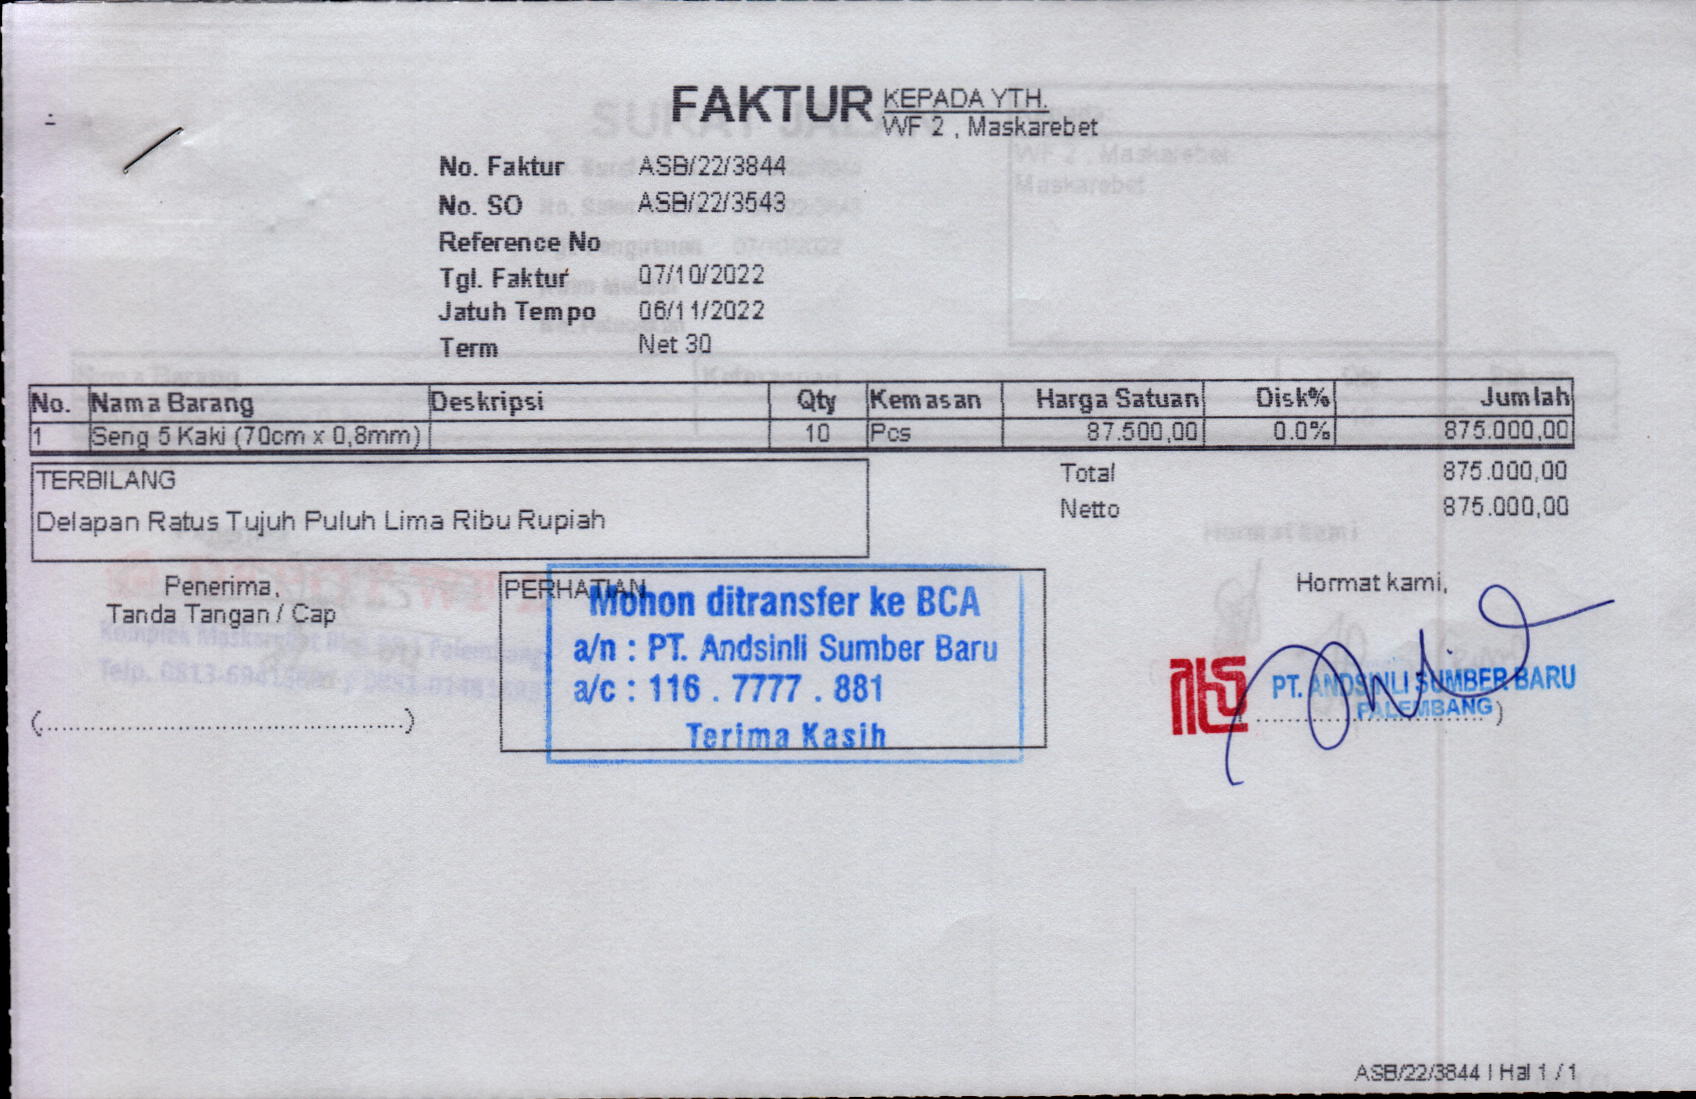 FAKTUR
KEPADA YTH.
WF 2 , Maskarebet
No. Faktur ASB/22/3844
No. SO ASB/22/3543
Reference No
Tgl. Faktur 07/10/2022
Jatuh Tempo 06/11/2022
Term Net 30
No. Nama Barang Deskripsi Qty Kemasan Harga Satuan Disk% Jumlah
1 Seng 5 Kaki (70cm x 0,8mm) 10 Pcs 87.500,00 0.0% 875.000,00
TERBILANG
Delapan Ratus Tujuh Puluh Lima Ribu Rupiah
Total 875.000,00
Netto 875.000,00
Penerima,
Tanda Tangan / Cap
(............................................................)
PERHATIAN
Mohon ditransfer ke BCA
a/n : PT. Andsinli Sumber Baru
a/c : 116 . 7777 . 881
Terima Kasih
Hormat kami,
PT. ANDSINLI SUMBER BARU
PALEMBANG
ASB/22/3844 | Hal 1 / 1